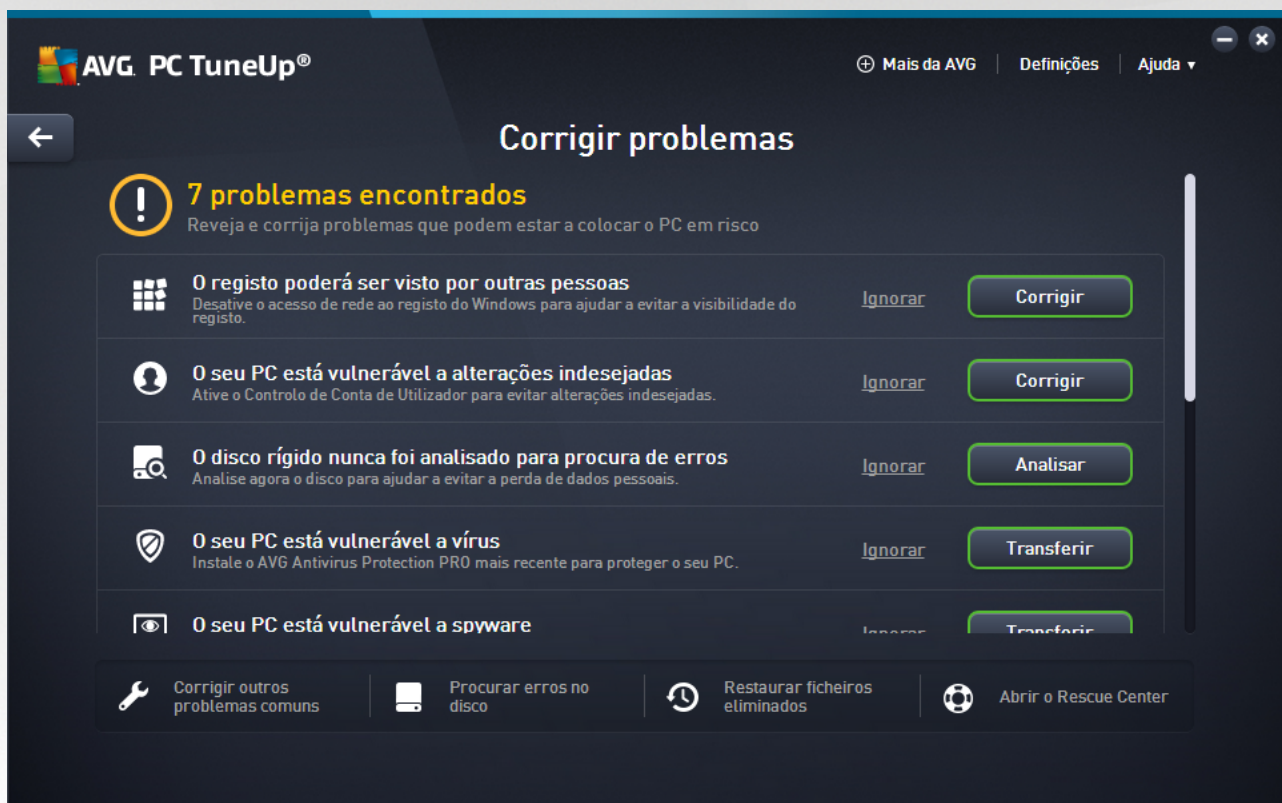 AVG. PC TuneUp®
Mais da AVG
Definições
Ajuda
Corrigir problemas
7 problemas encontrados
Reveja e corrija problemas que podem estar a colocar o PC em risco
O registo poderá ser visto por outras pessoas
Desative o acesso de rede ao registo do Windows para ajudar a evitar a visibilidade do
registo.
Ignorar
Corrigir
O seu PC está vulnerável a alterações indesejadas
Ative o Controlo de Conta de Utilizador para evitar alterações indesejadas.
Ignorar
Corrigir
O disco rígido nunca foi analisado para procura de erros
Analise agora o disco para ajudar a evitar a perda de dados pessoais.
Ignorar
Analisar
O seu PC está vulnerável a vírus
Instale o AVG Antivirus Protection PRO mais recente para proteger o seu PC.
Ignorar
Transferir
O seu PC está vulnerável a spyware
Ignorar
Transferir
Corrigir outros
problemas comuns
Procurar erros no
disco
Restaurar ficheiros
eliminados
Abrir o Rescue Center